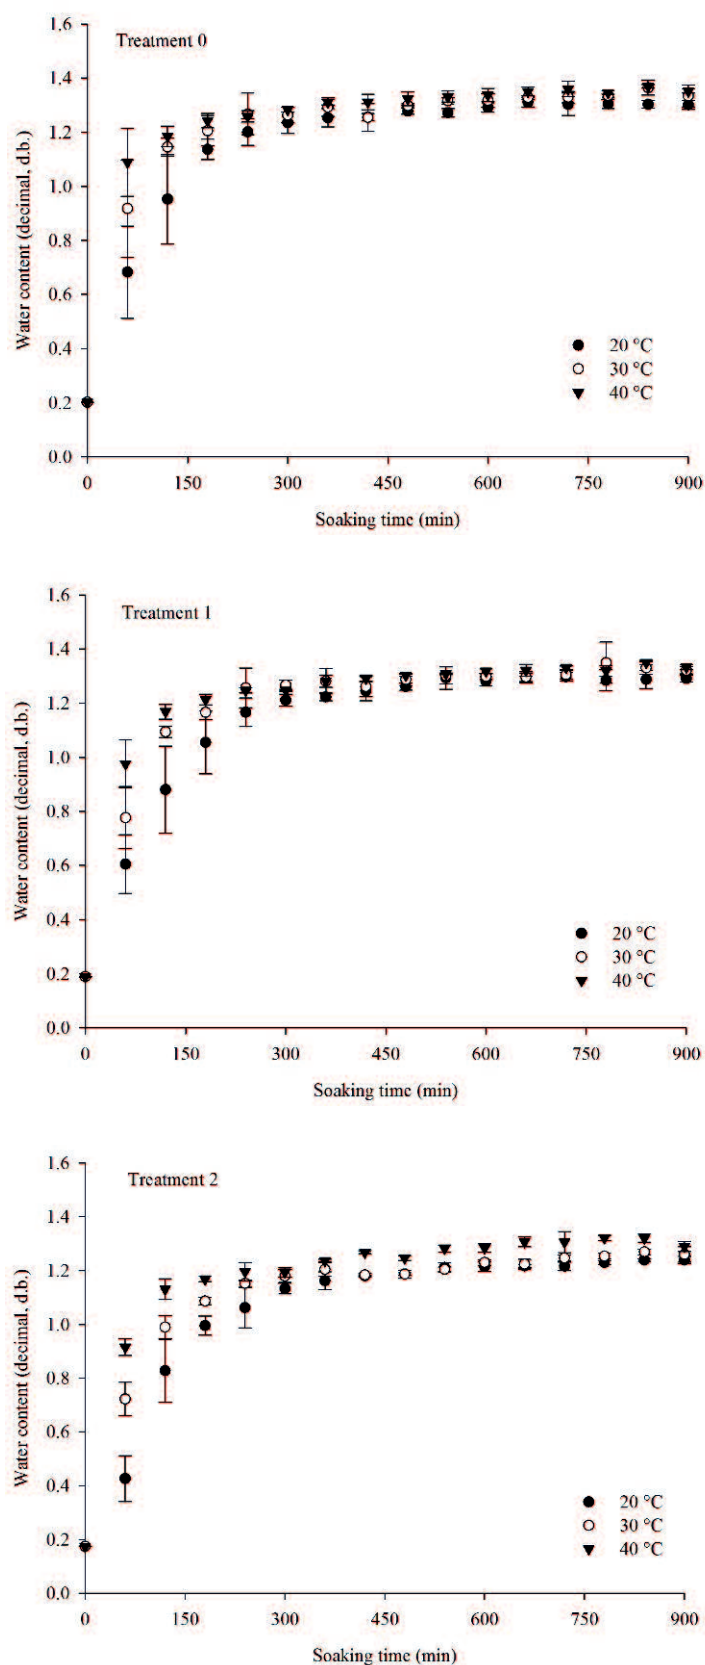 1.6
Treatment 0
1.4
1.2
1.0
0.8
0.6
0.4
0.2
0.0
Water content (decimal, d.b.)
20 °C
30 °C
40 °C
0 150 300 450 600 750 900
Soaking time (min)
1.6
Treatment 1
1.4
1.2
1.0
0.8
0.6
0.4
0.2
0.0
Water content (decimal, d.b.)
20 °C
30 °C
40 °C
0 150 300 450 600 750 900
Soaking time (min)
1.6
Treatment 2
1.4
1.2
1.0
0.8
0.6
0.4
0.2
0.0
Water content (decimal, d.b.)
20 °C
30 °C
40 °C
0 150 300 450 600 750 900
Soaking time (min)